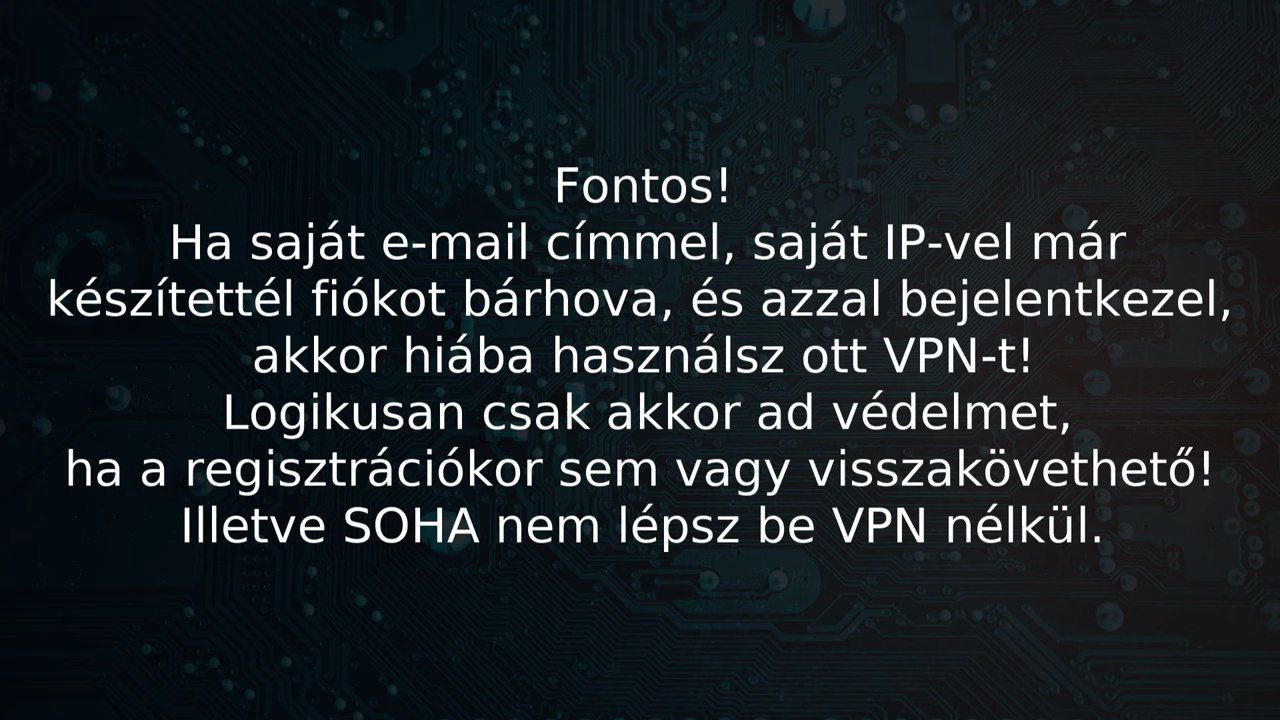 Fontos!
Ha saját e-mail címmel, saját IP-vel már
készítettél fiókot bárhova, és azzal bejelentkezel,
akkor hiába használsz ott VPN-t!
Logikusan csak akkor ad védelmet,
ha a regisztrációkor sem vagy visszakövethető!
Illetve SOHA nem lépsz be VPN nélkül.